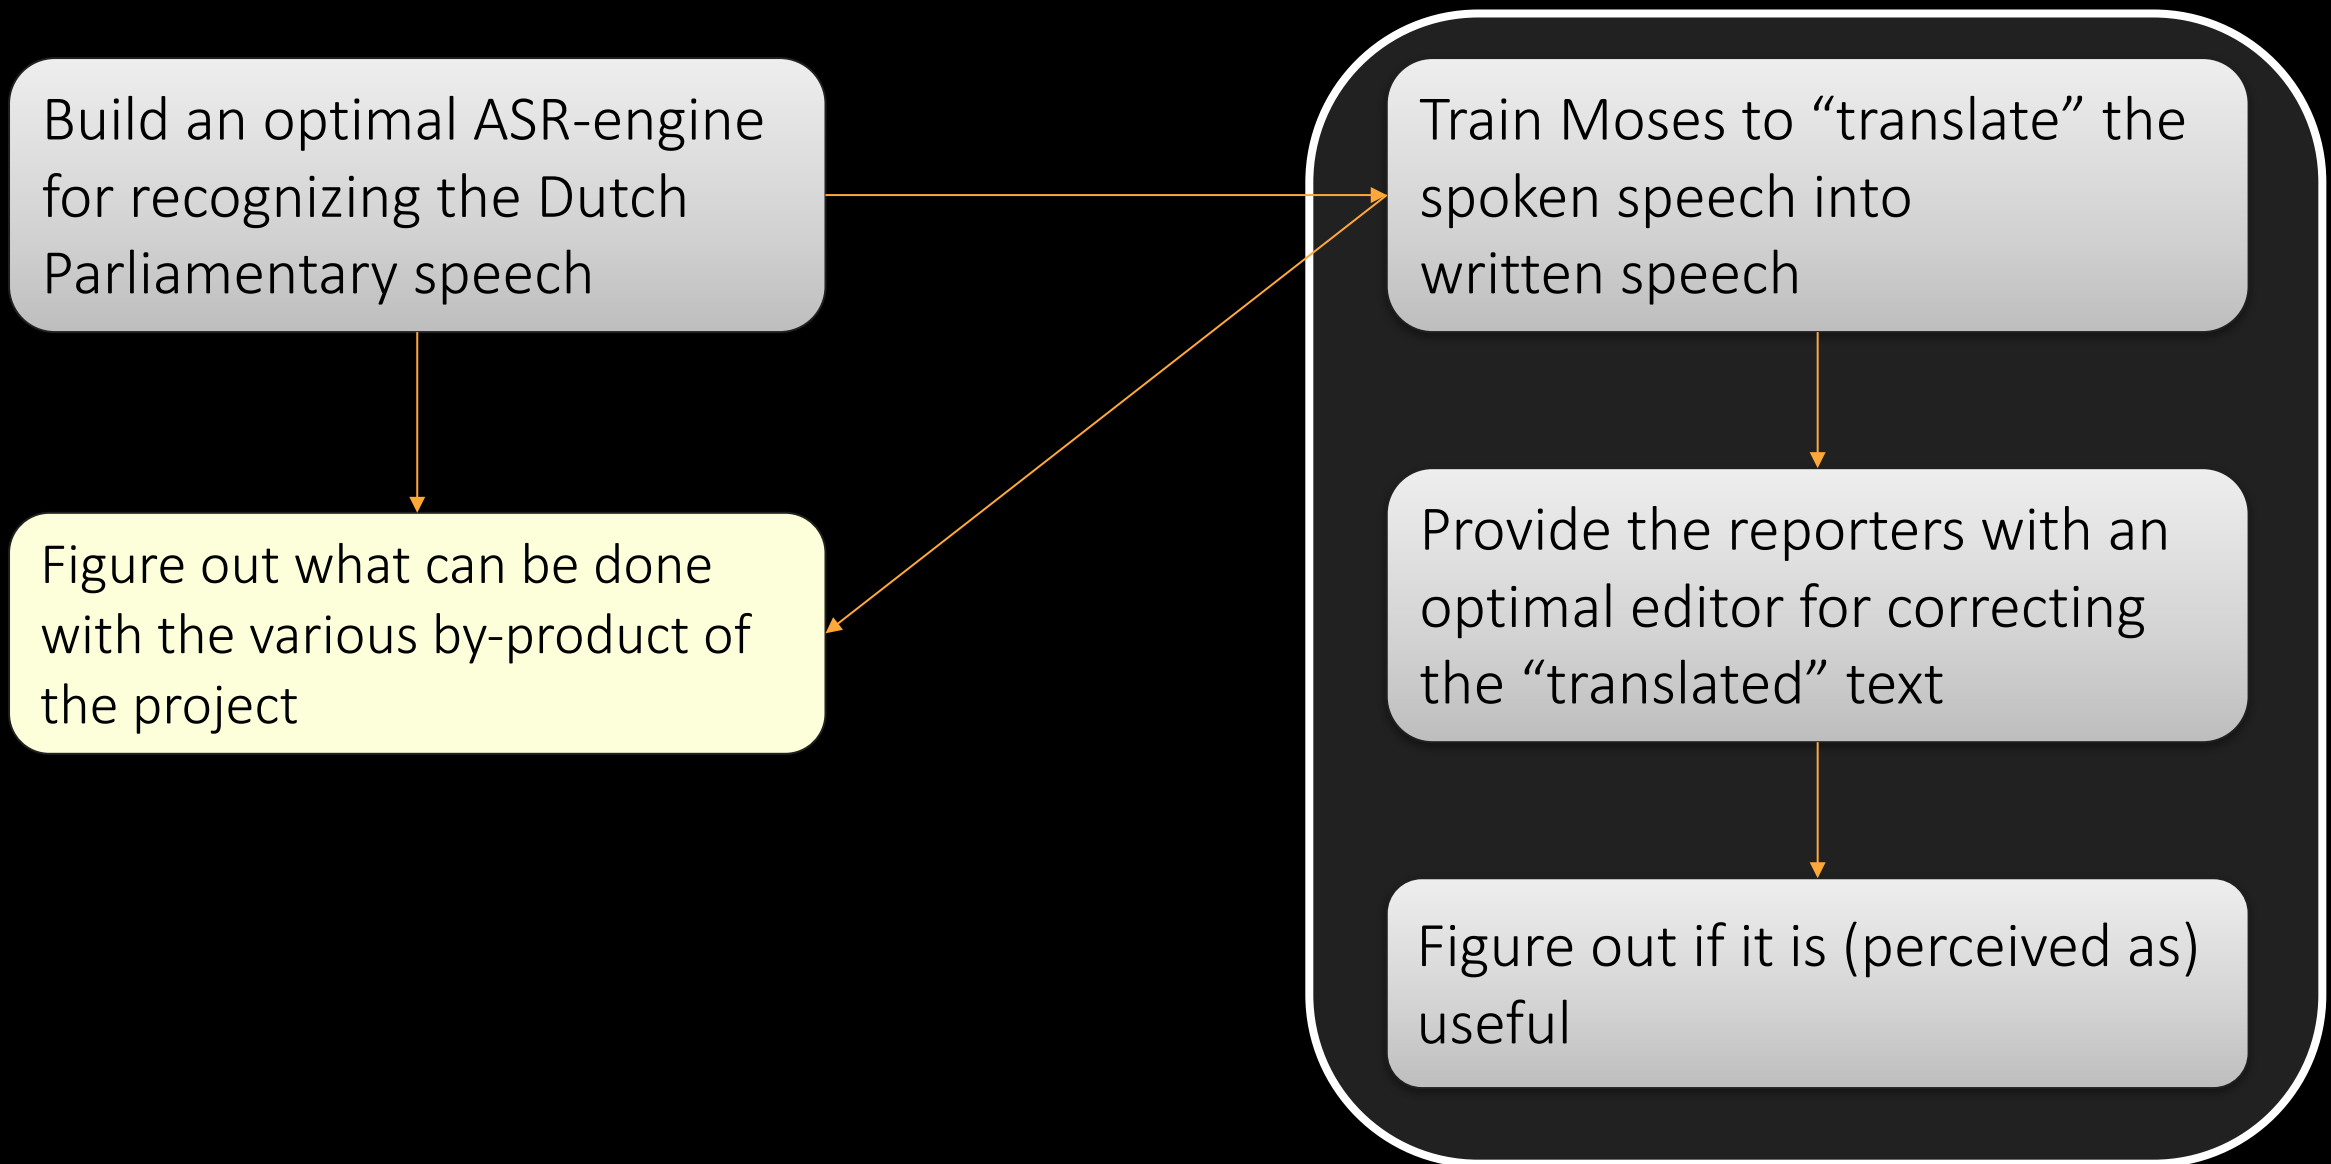 Build an optimal ASR-engine
for recognizing the Dutch
Parliamentary speech
Train Moses to “translate” the
spoken speech into
written speech
Figure out what can be done
with the various by-product of
the project
Provide the reporters with an
optimal editor for correcting
the “translated” text
Figure out if it is (perceived as)
useful